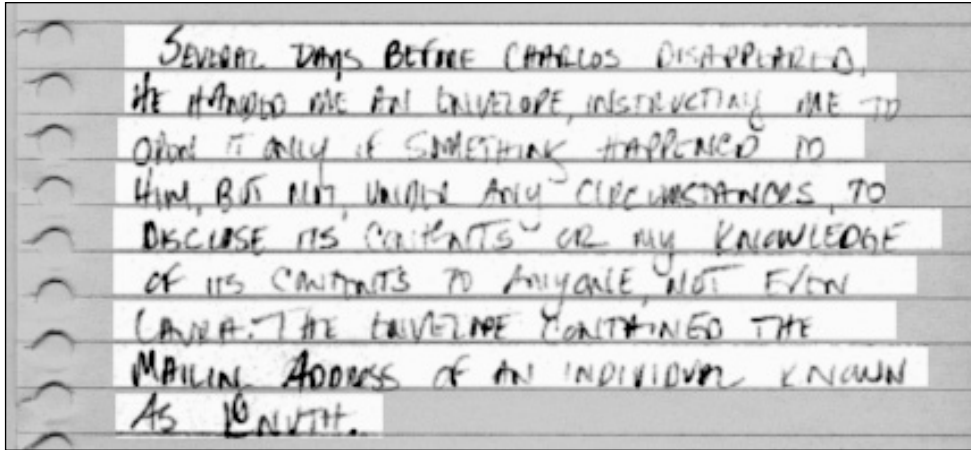 SEVERAL DAYS BEFORE CHARLOS DISAPPEARED,
HE HANDED ME AN ENVELOPE, INSTRUCTING ME TO
OPEN IT ONLY IF SOMETHING HAPPENED TO
HIM, BUT NOT, UNDER ANY CIRCUMSTANCES, TO
DISCLOSE ITS CONTENTS OR MY KNOWLEDGE
OF ITS CONTENTS TO ANYONE, NOT EVEN
LAURA. THE ENVELOPE CONTAINED THE
MAILING ADDRESS OF AN INDIVIDUAL KNOWN
AS